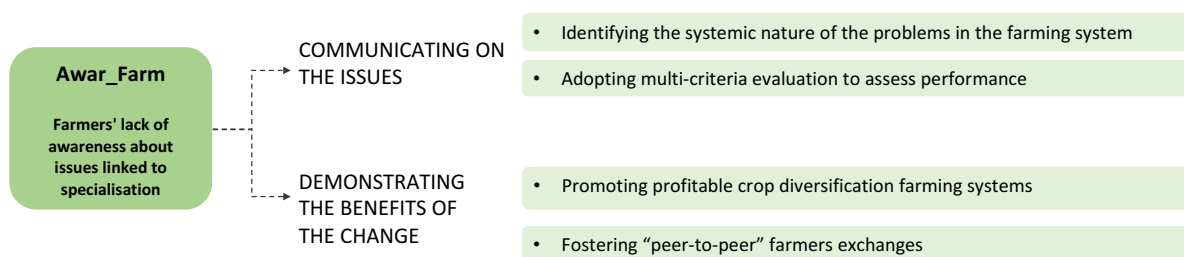 Awar_Farm
Farmers' lack of
awareness about
issues linked to
specialisation
COMMUNICATING ON
THE ISSUES
• Identifying the systemic nature of the problems in the farming system
• Adopting multi-criteria evaluation to assess performance
DEMONSTRATING
THE BENEFITS OF
THE CHANGE
• Promoting profitable crop diversification farming systems
• Fostering “peer-to-peer” farmers exchanges